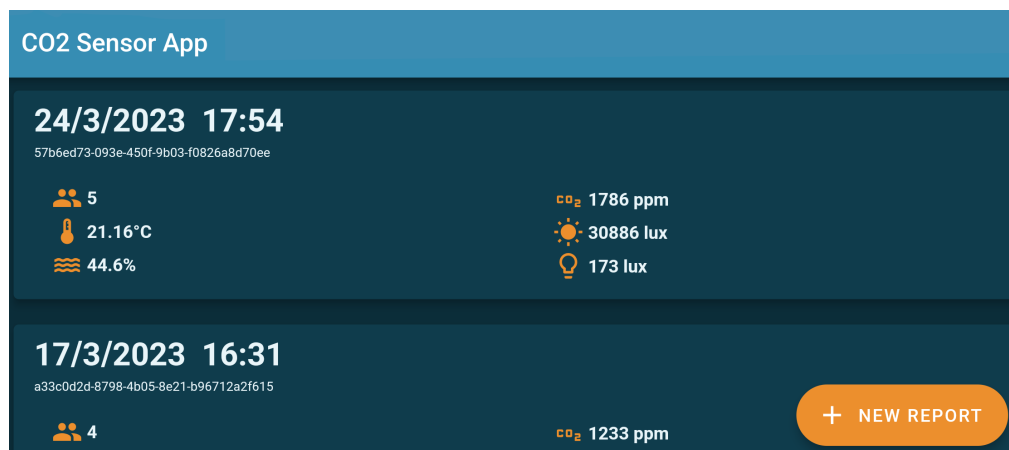 CO2 Sensor App
24/3/2023 17:54
57b6ed73-093e-450f-9b03-f0826a8d70ee
5
CO2 1786 ppm
21.16°C
30886 lux
44.6%
173 lux
17/3/2023 16:31
a33c0d2d-8798-4b05-8e21-b96712a2f615
4
CO2 1233 ppm
+ NEW REPORT